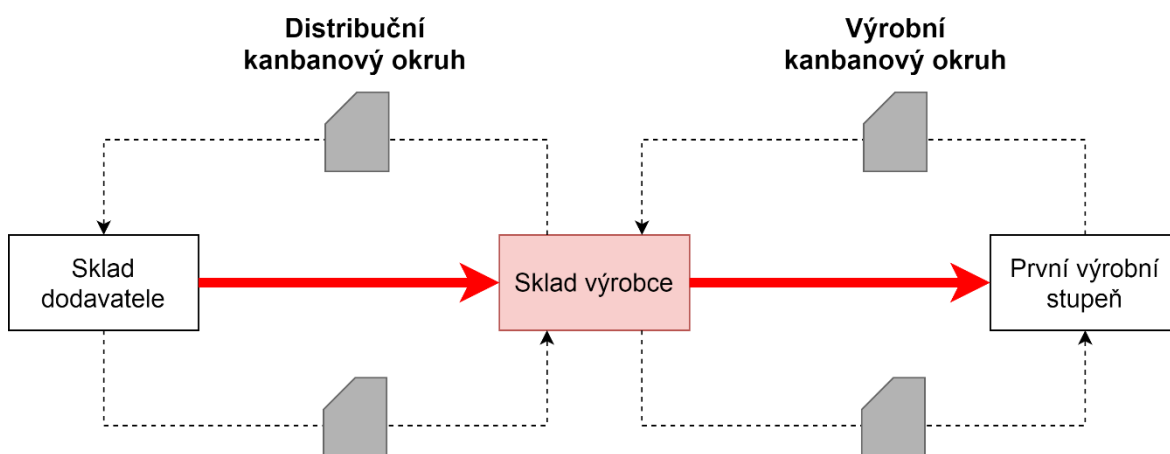 Distribuční
kanbanový okruh
Výrobní
kanbanový okruh
Sklad
dodavatele
Sklad výrobce
První výrobní
stupeň